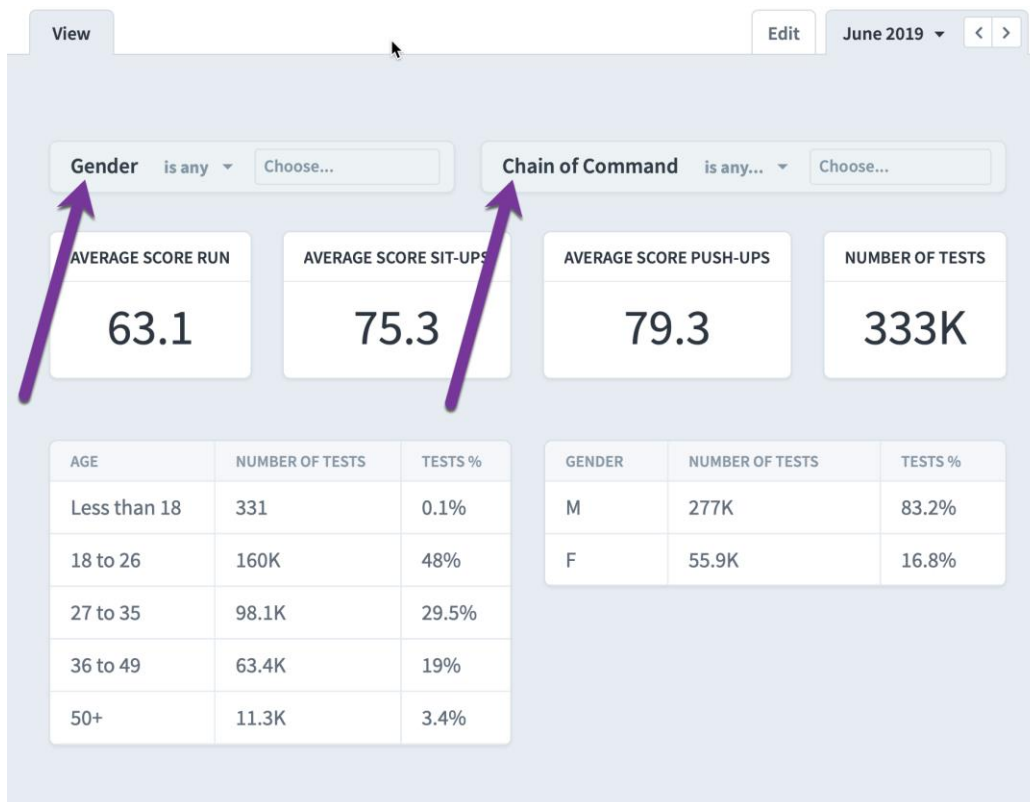 View Edit June 2019
Gender is any Choose... Chain of Command is any... Choose...
AVERAGE SCORE RUN AVERAGE SCORE SIT-UPS AVERAGE SCORE PUSH-UPS NUMBER OF TESTS
63.1 75.3 79.3 333K
AGE NUMBER OF TESTS TESTS %
Less than 18 331 0.1%
18 to 26 160K 48%
27 to 35 98.1K 29.5%
36 to 49 63.4K 19%
50+ 11.3K 3.4%
GENDER NUMBER OF TESTS TESTS %
M 277K 83.2%
F 55.9K 16.8%